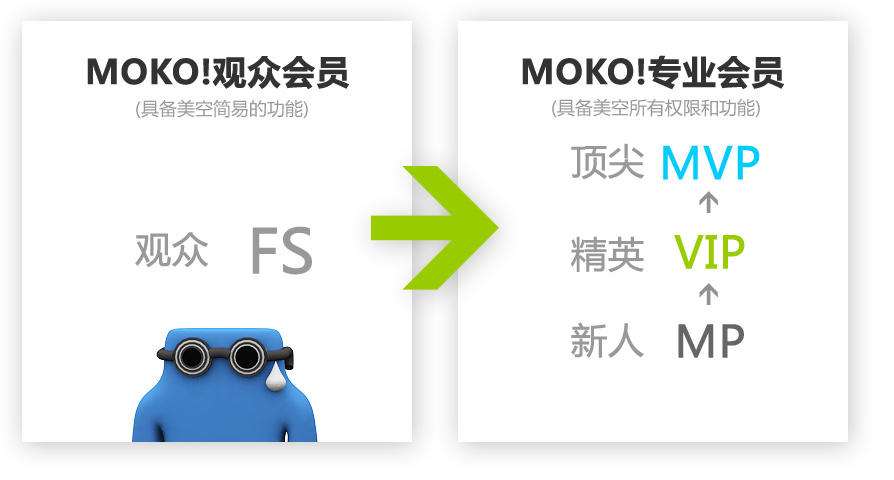 MOKO!观众会员
(具备美空简易的功能)
观众 FS
MOKO!专业会员
(具备美空所有权限和功能)
顶尖 MVP
精英 VIP
新人 MP